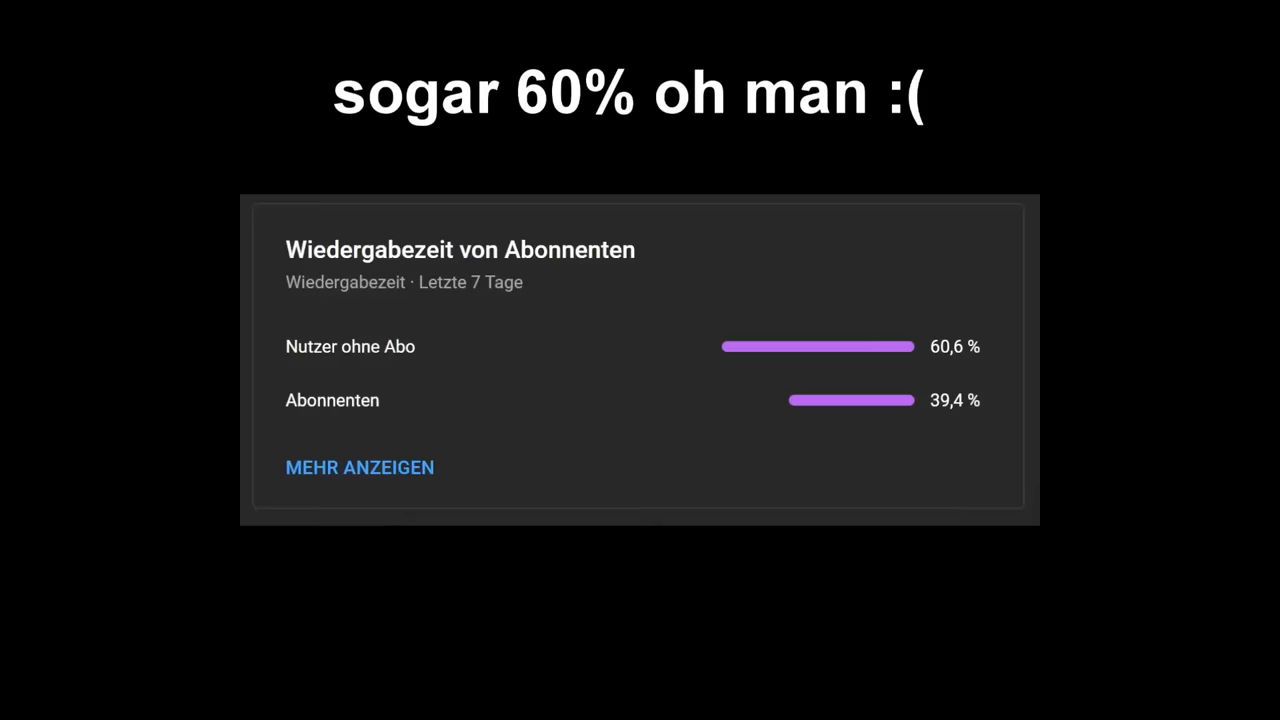 sogar 60% oh man :(
Wiedergabezeit von Abonnenten
Wiedergabezeit · Letzte 7 Tage
Nutzer ohne Abo 60,6 %
Abonnenten 39,4 %
MEHR ANZEIGEN